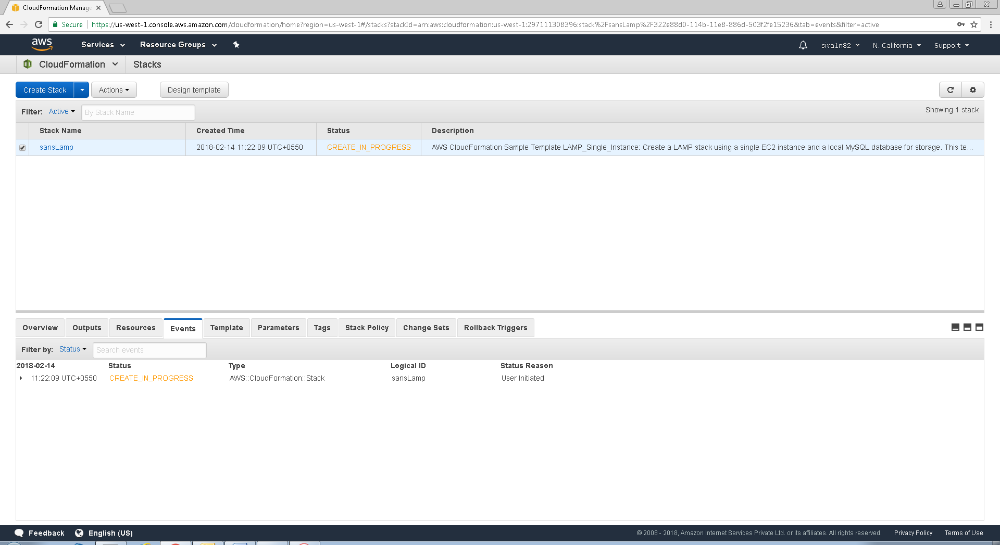 CloudFormation Manage
Secure https://us-west-1.console.aws.amazon.com/cloudformation/home?region=us-west-1#/stacks?stackId=arn:aws:cloudformation:us-west-1:297111308396:stack%2FsansLamp%2F322e88d0-114b-11e8-886d-503f2fe15236&tab=events&filter=active
aws Services Resource Groups siva1n82 N. California Support
CloudFormation Stacks
Create Stack Actions Design template
Filter: Active By Stack Name Showing 1 stack
Stack Name Created Time Status Description
sansLamp 2018-02-14 11:22:09 UTC+0550 CREATE_IN_PROGRESS AWS CloudFormation Sample Template LAMP_Single_Instance: Create a LAMP stack using a single EC2 instance and a local MySQL database for storage. This te...
Overview Outputs Resources Events Template Parameters Tags Stack Policy Change Sets Rollback Triggers
Filter by: Status Search events
2018-02-14 Status Type Logical ID Status Reason
11:22:09 UTC+0550 CREATE_IN_PROGRESS AWS::CloudFormation::Stack sansLamp User Initiated
Feedback English (US) © 2008 - 2018, Amazon Internet Services Private Ltd. or its affiliates. All rights reserved. Privacy Policy Terms of Use